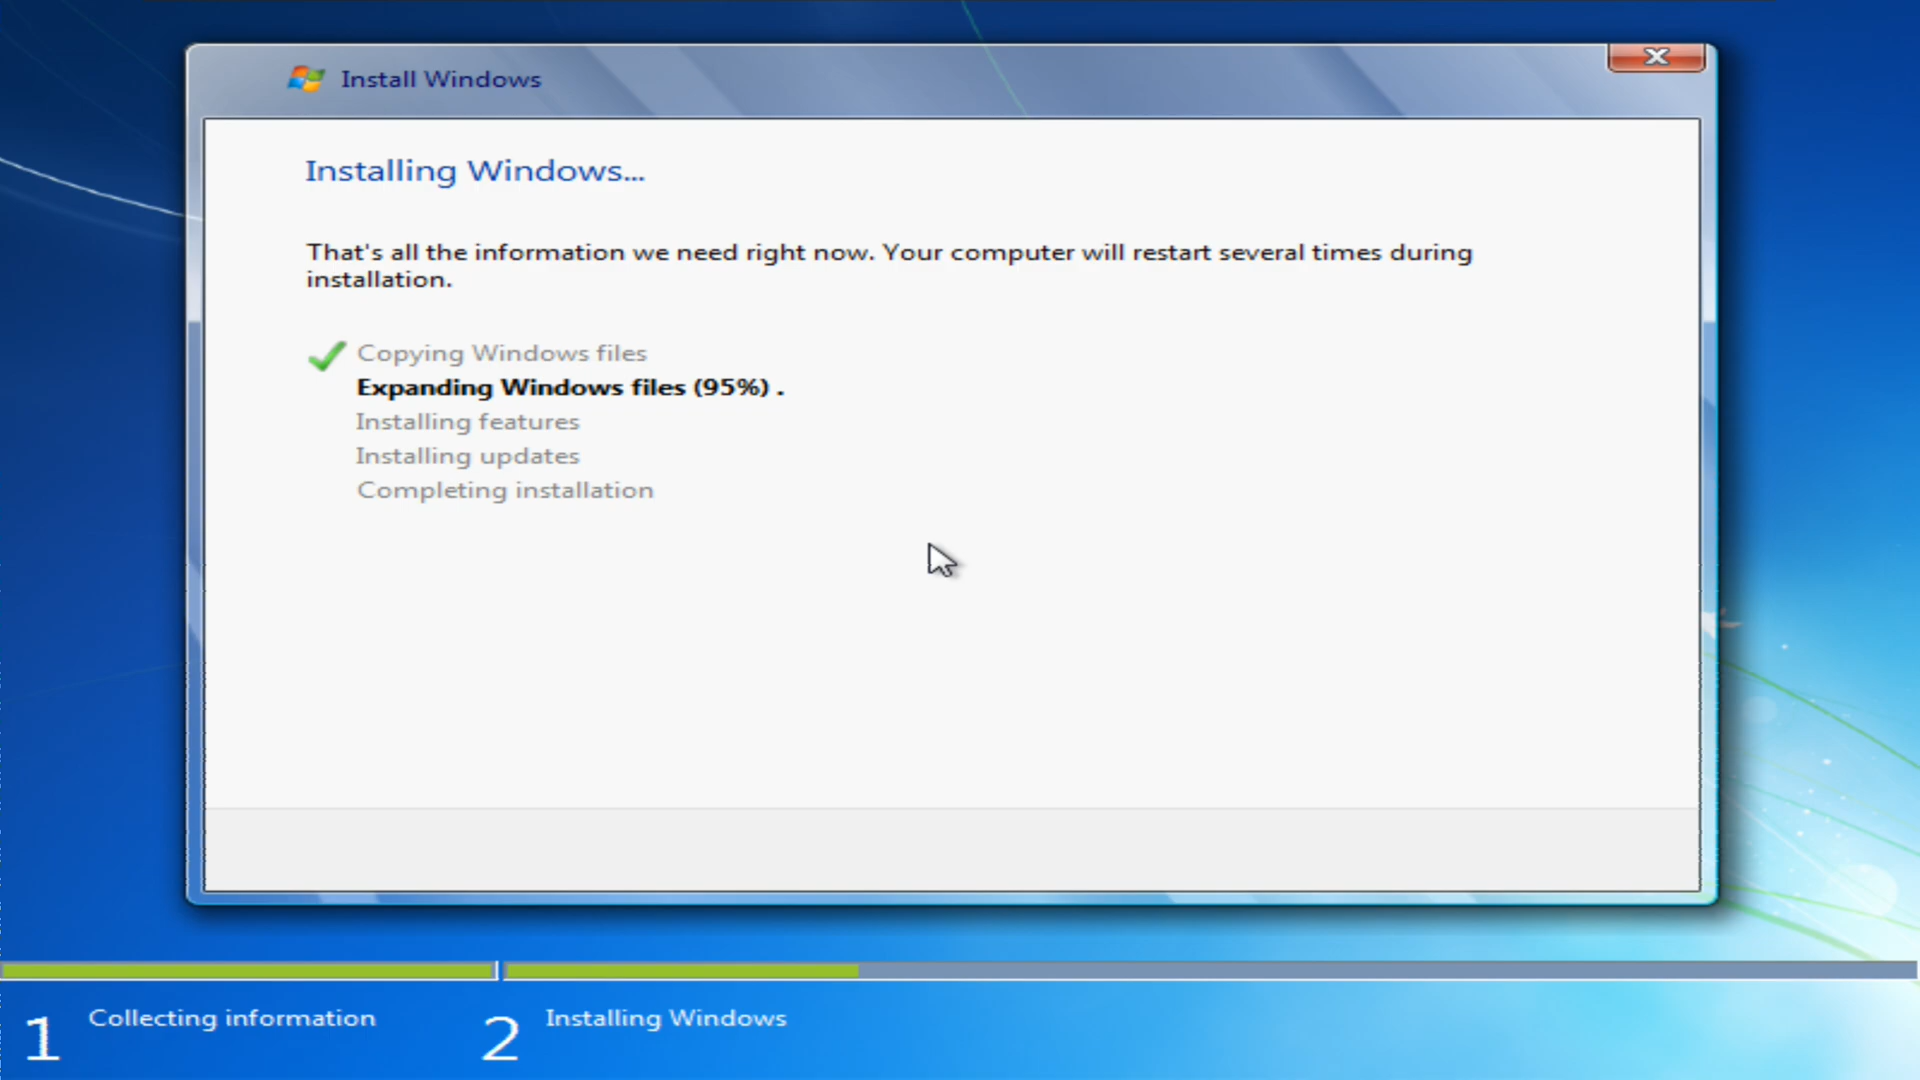 Install Windows
Installing Windows...
That's all the information we need right now. Your computer will restart several times during
installation.
Copying Windows files
Expanding Windows files (95%) .
Installing features
Installing updates
Completing installation
1 Collecting information
2 Installing Windows